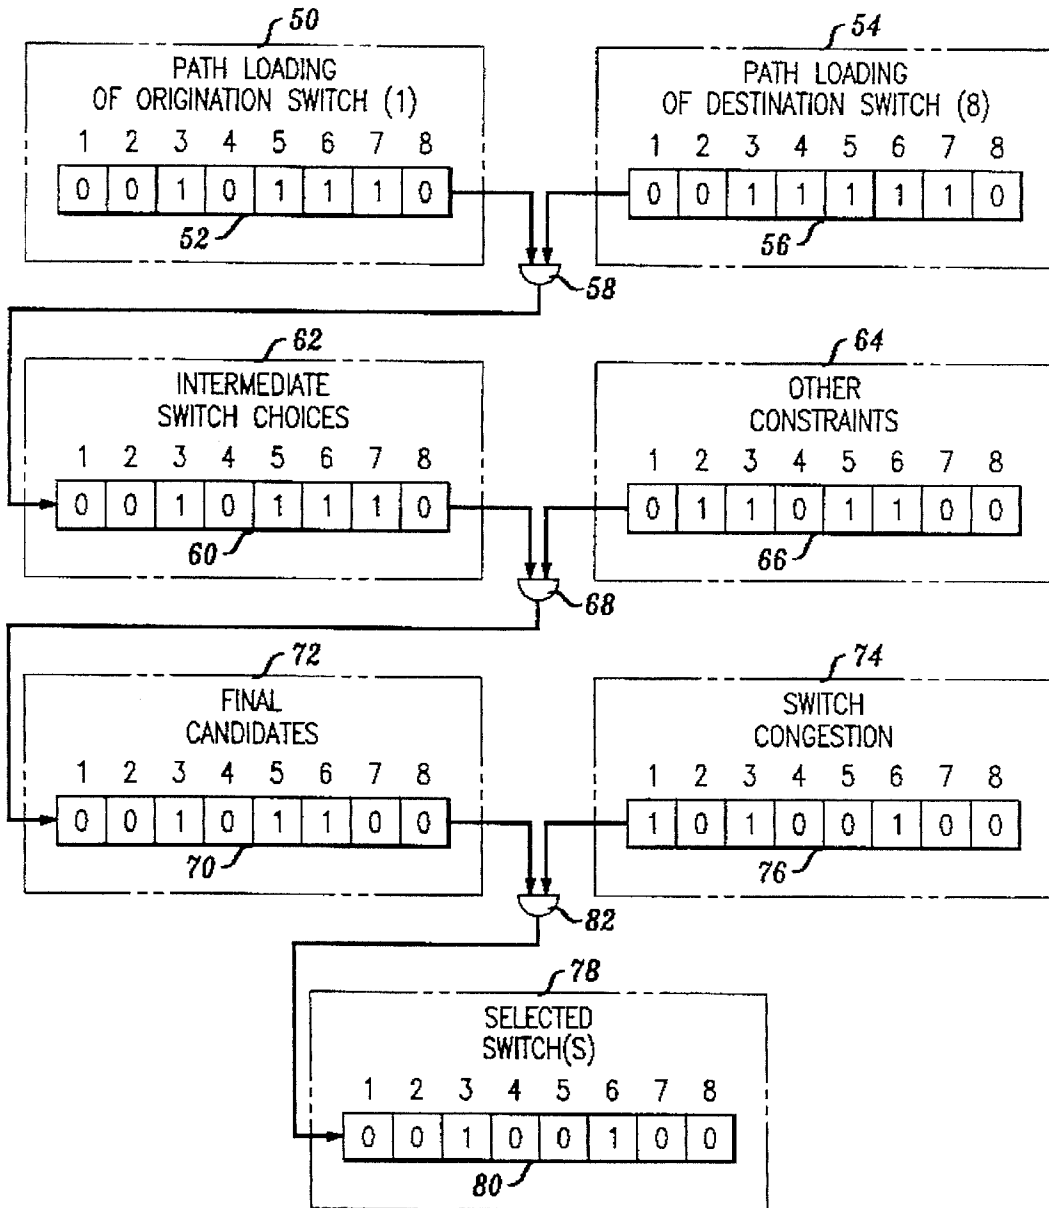 50
PATH LOADING
OF ORIGINATION SWITCH (1)
1 2 3 4 5 6 7 8
0 0 1 0 1 1 1 0
52
54
PATH LOADING
OF DESTINATION SWITCH (8)
1 2 3 4 5 6 7 8
0 0 1 1 1 1 1 0
56
58
62
INTERMEDIATE
SWITCH CHOICES
1 2 3 4 5 6 7 8
0 0 1 0 1 1 1 0
60
64
OTHER
CONSTRAINTS
1 2 3 4 5 6 7 8
0 1 1 0 1 1 0 0
66
68
72
FINAL
CANDIDATES
1 2 3 4 5 6 7 8
0 0 1 0 1 1 0 0
70
74
SWITCH
CONGESTION
1 2 3 4 5 6 7 8
1 0 1 0 0 1 0 0
76
82
78
SELECTED
SWITCH(S)
1 2 3 4 5 6 7 8
0 0 1 0 0 1 0 0
80